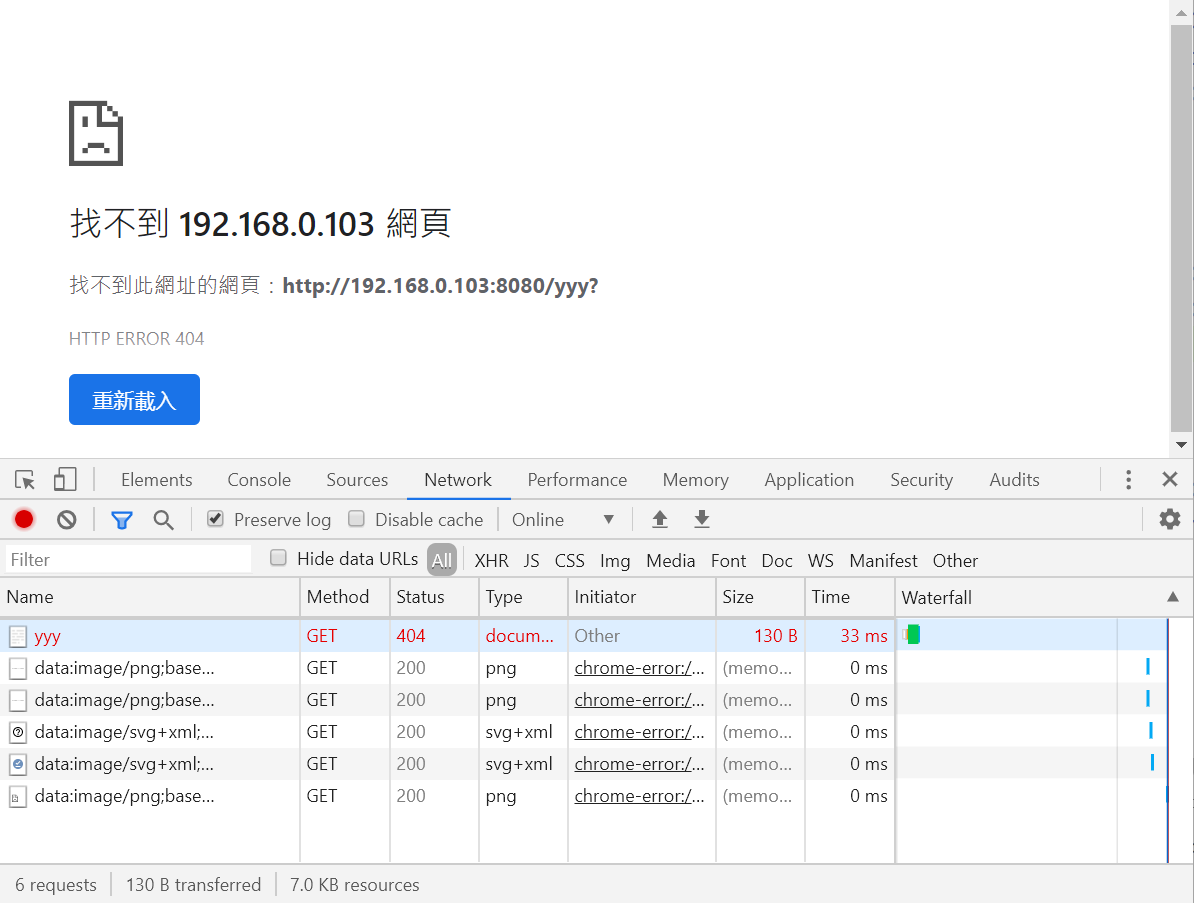 找不到 192.168.0.103 網頁
找不到此網址的網頁：http://192.168.0.103:8080/yyy?
HTTP ERROR 404
重新載入
Elements Console Sources Network Performance Memory Application Security Audits
Preserve log Disable cache Online
Filter Hide data URLs All XHR JS CSS Img Media Font Doc WS Manifest Other
Name Method Status Type Initiator Size Time Waterfall
yyy GET 404 docum... Other 130 B 33 ms
data:image/png;base... GET 200 png chrome-error:/... (memo... 0 ms
data:image/png;base... GET 200 png chrome-error:/... (memo... 0 ms
data:image/svg+xml;... GET 200 svg+xml chrome-error:/... (memo... 0 ms
data:image/svg+xml;... GET 200 svg+xml chrome-error:/... (memo... 0 ms
data:image/png;base... GET 200 png chrome-error:/... (memo... 0 ms
6 requests 130 B transferred 7.0 KB resources